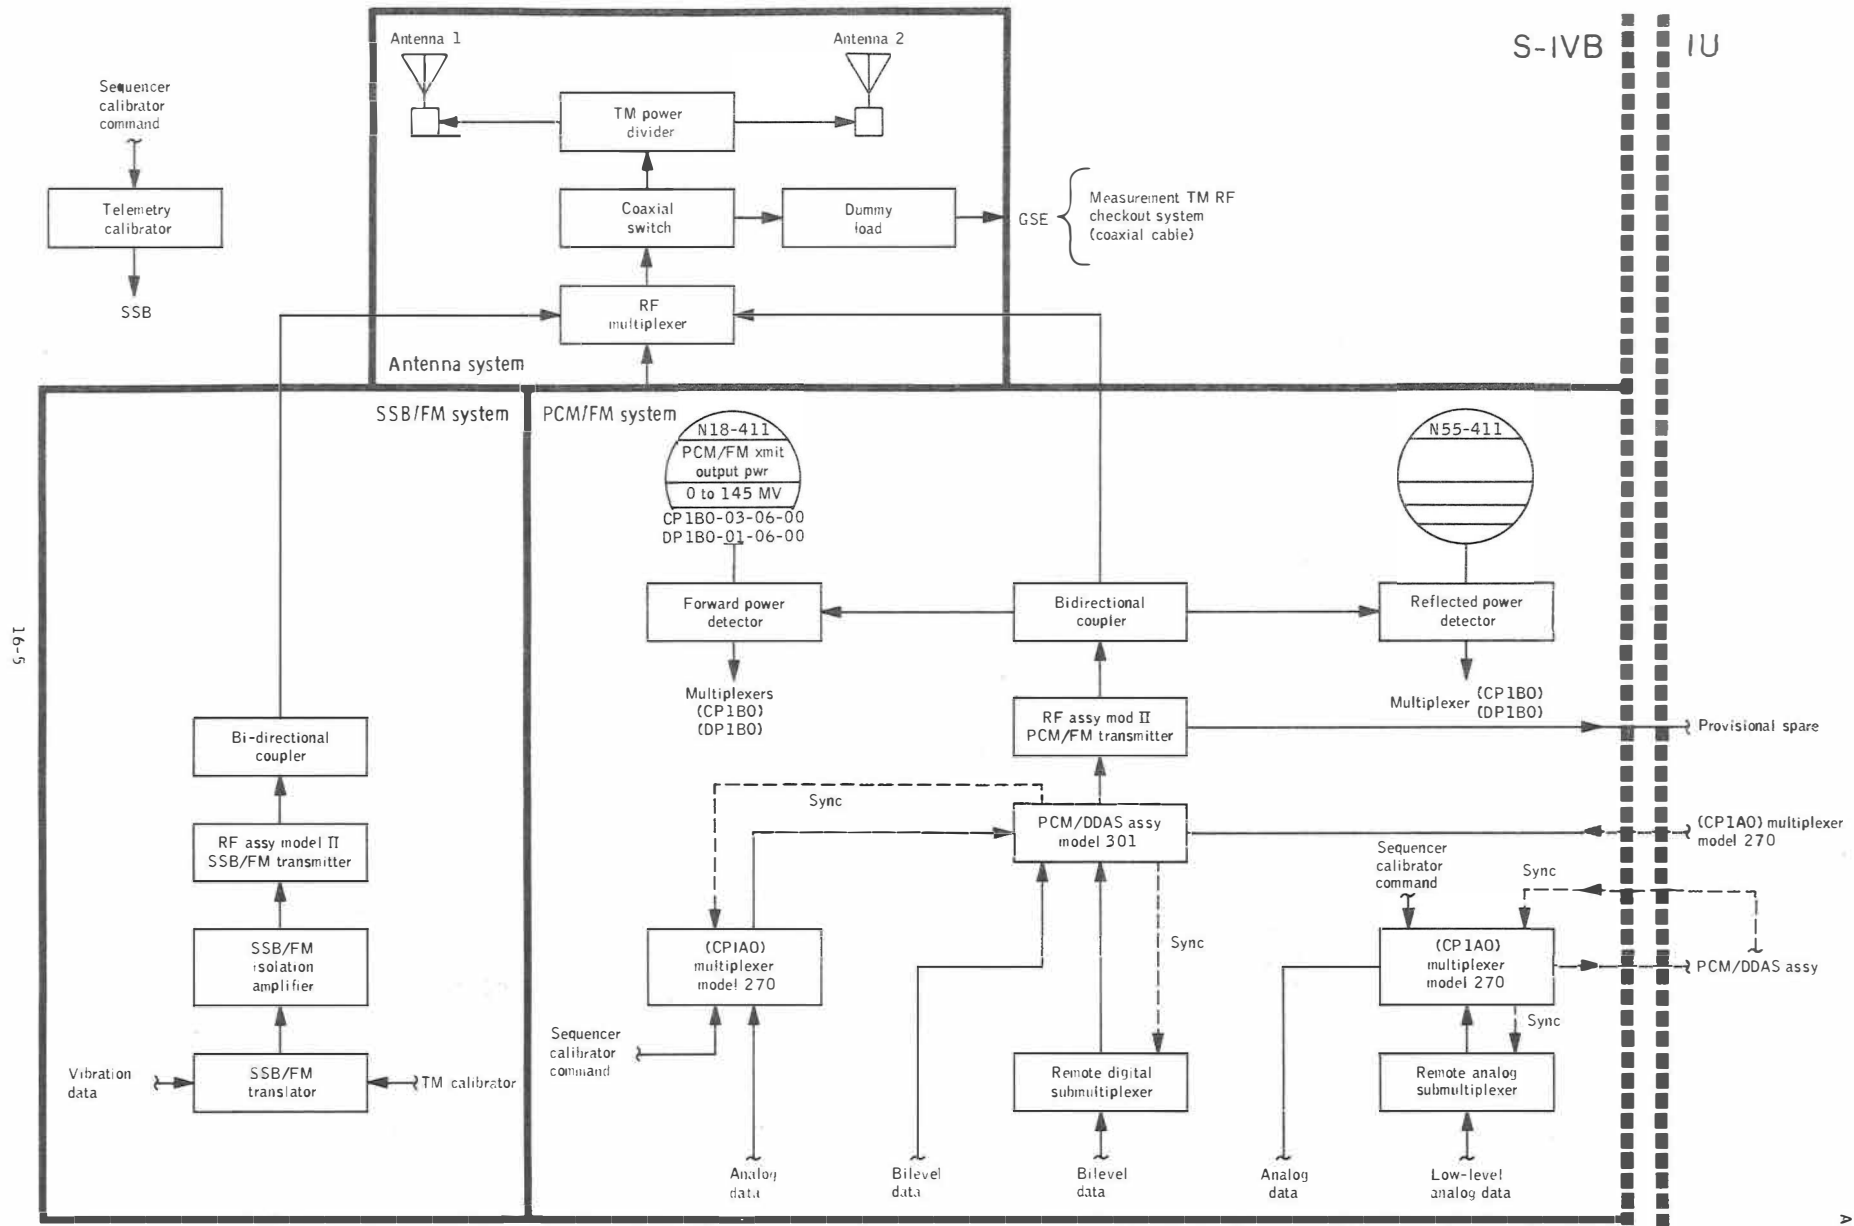 S-IVB
IU
Antenna 1
Antenna 2
Sequencer
calibrator
command
TM power
divider
Telemetry
calibrator
Coaxial
switch
Dummy
load
GSE
Measurement TM RF
checkout system
(coaxial cable)
SSB
RF
multiplexer
Antenna system
SSB/FM system
PCM/FM system
N18-411
PCM/FM xmit
output pwr
0 to 145 MV
CP1B0-03-06-00
DP1B0-01-06-00
N55-411
Forward power
detector
Bidirectional
coupler
Reflected power
detector
Multiplexers
(CP1B0)
(DP1B0)
Multiplexer
(CP1B0)
(DP1B0)
RF assy mod II
PCM/FM transmitter
Provisional spare
Bi-directional
coupler
Sync
PCM/DDAS assy
model 301
(CP1A0) multiplexer
model 270
RF assy model II
SSB/FM transmitter
Sequencer
calibrator
command
Sync
SSB/FM
isolation
amplifier
(CP1A0)
multiplexer
model 270
Sync
(CP1A0)
multiplexer
model 270
PCM/DDAS assy
Sync
Sequencer
calibrator
command
Vibration
data
SSB/FM
translator
TM calibrator
Remote digital
submultiplexer
Remote analog
submultiplexer
Analog
data
Bilevel
data
Bilevel
data
Analog
data
Low-level
analog data
16-5
A